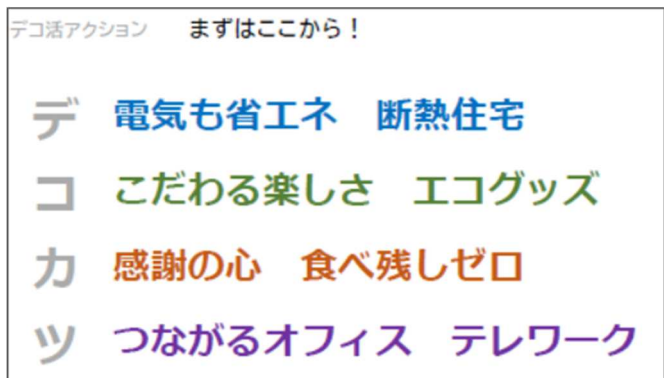 デコ活アクション　まずはここから！
デ　電気も省エネ　断熱住宅
コ　こだわる楽しさ　エコグッズ
カ　感謝の心　食べ残しゼロ
ツ　つながるオフィス　テレワーク